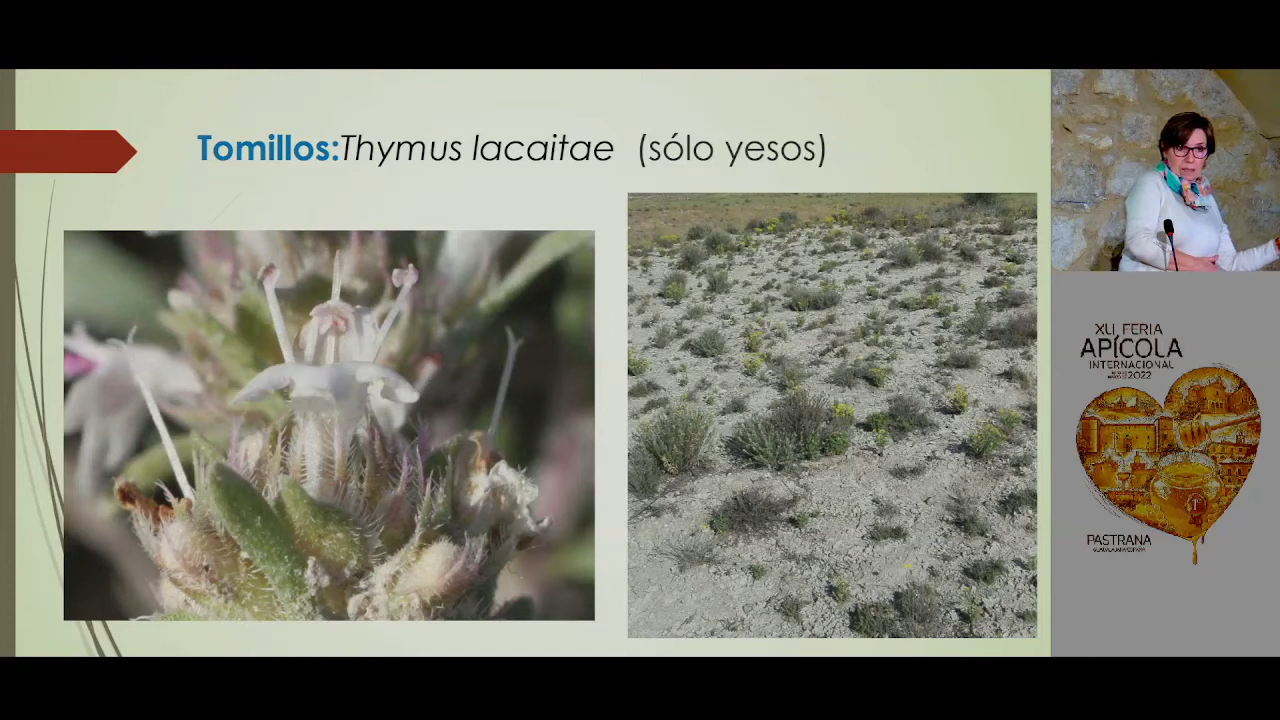 Tomillos:Thymus lacaitae (sólo yesos)
XLI FERIA
APÍCOLA
INTERNACIONAL
2022
PASTRANA